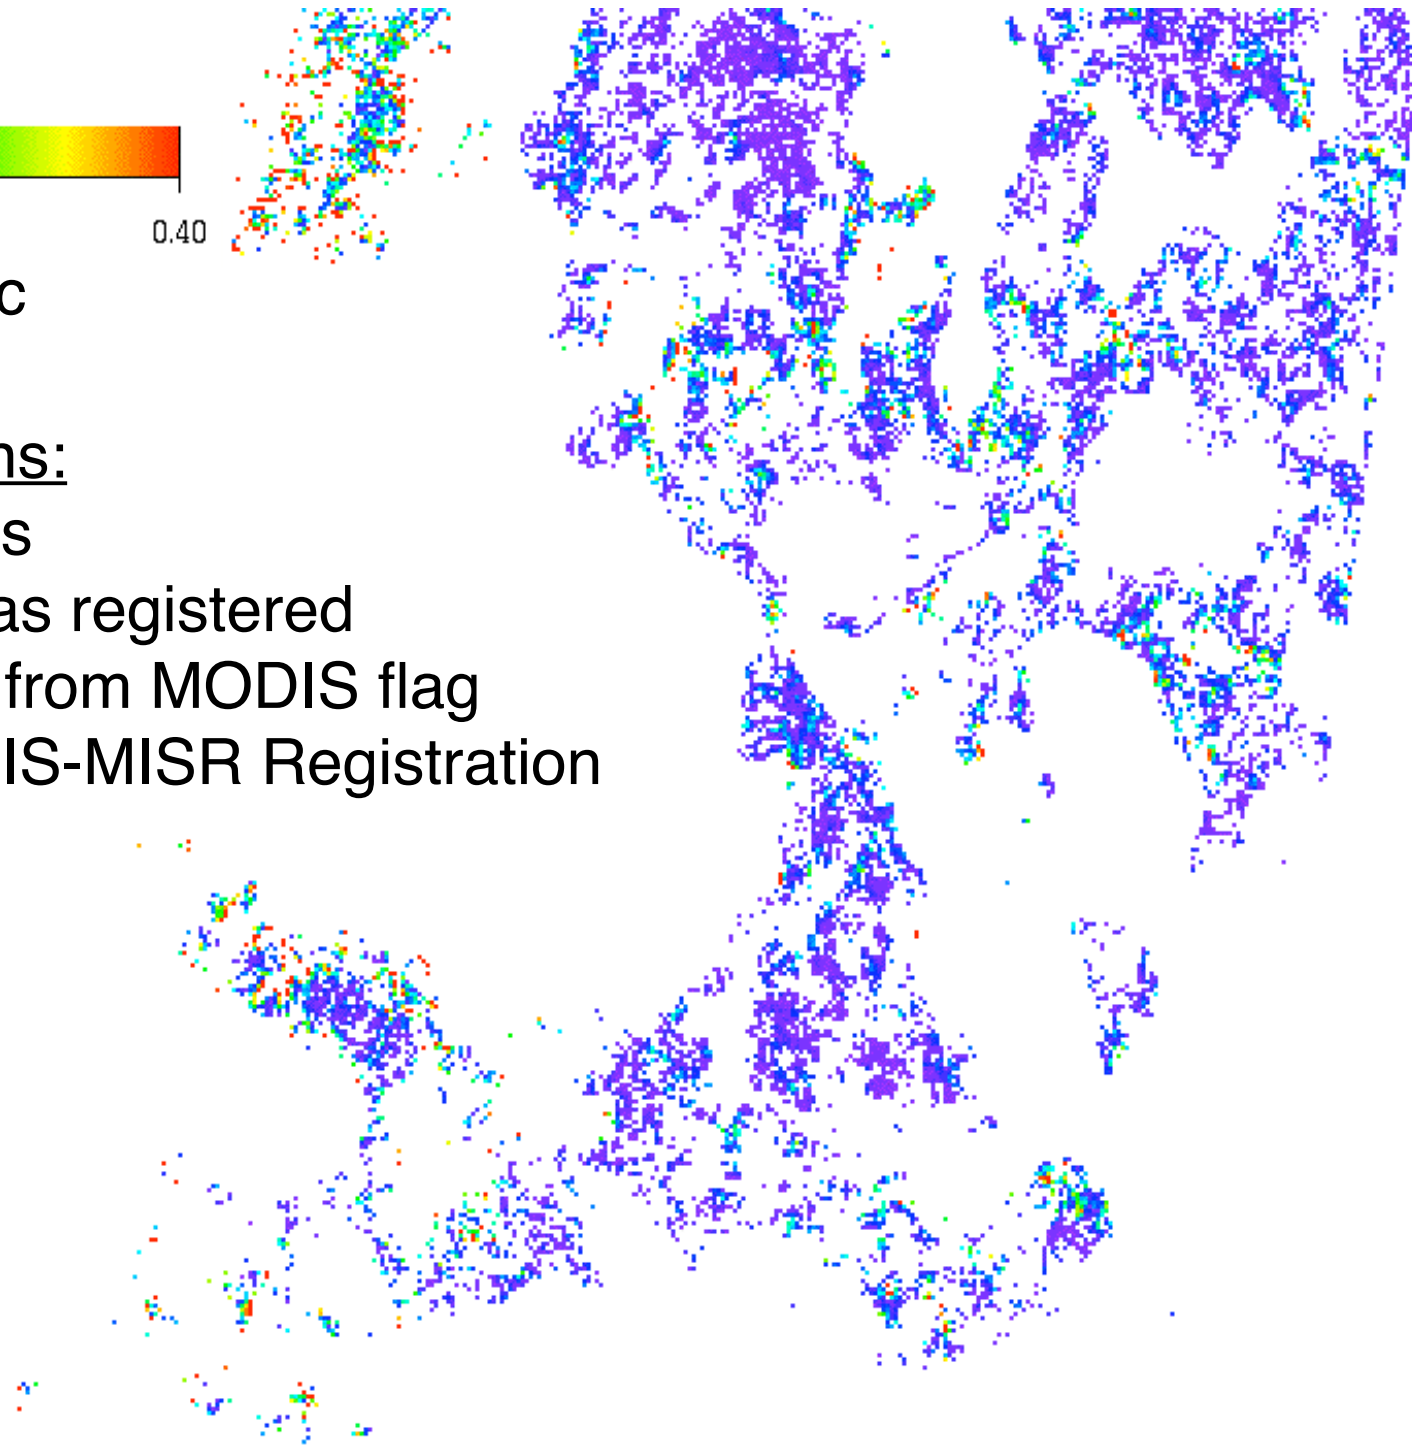 0.40
c
ns:
s
as registered
from MODIS flag
IS-MISR Registration